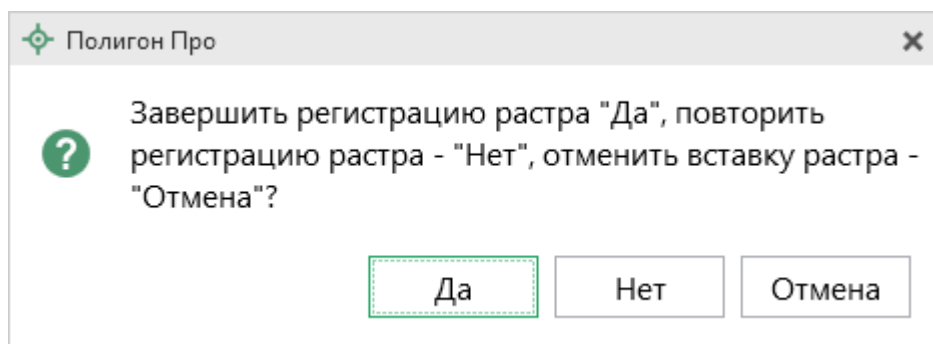 Полигон Про
Завершить регистрацию растра "Да", повторить
регистрацию растра - "Нет", отменить вставку растра -
"Отмена"?
Да Нет Отмена